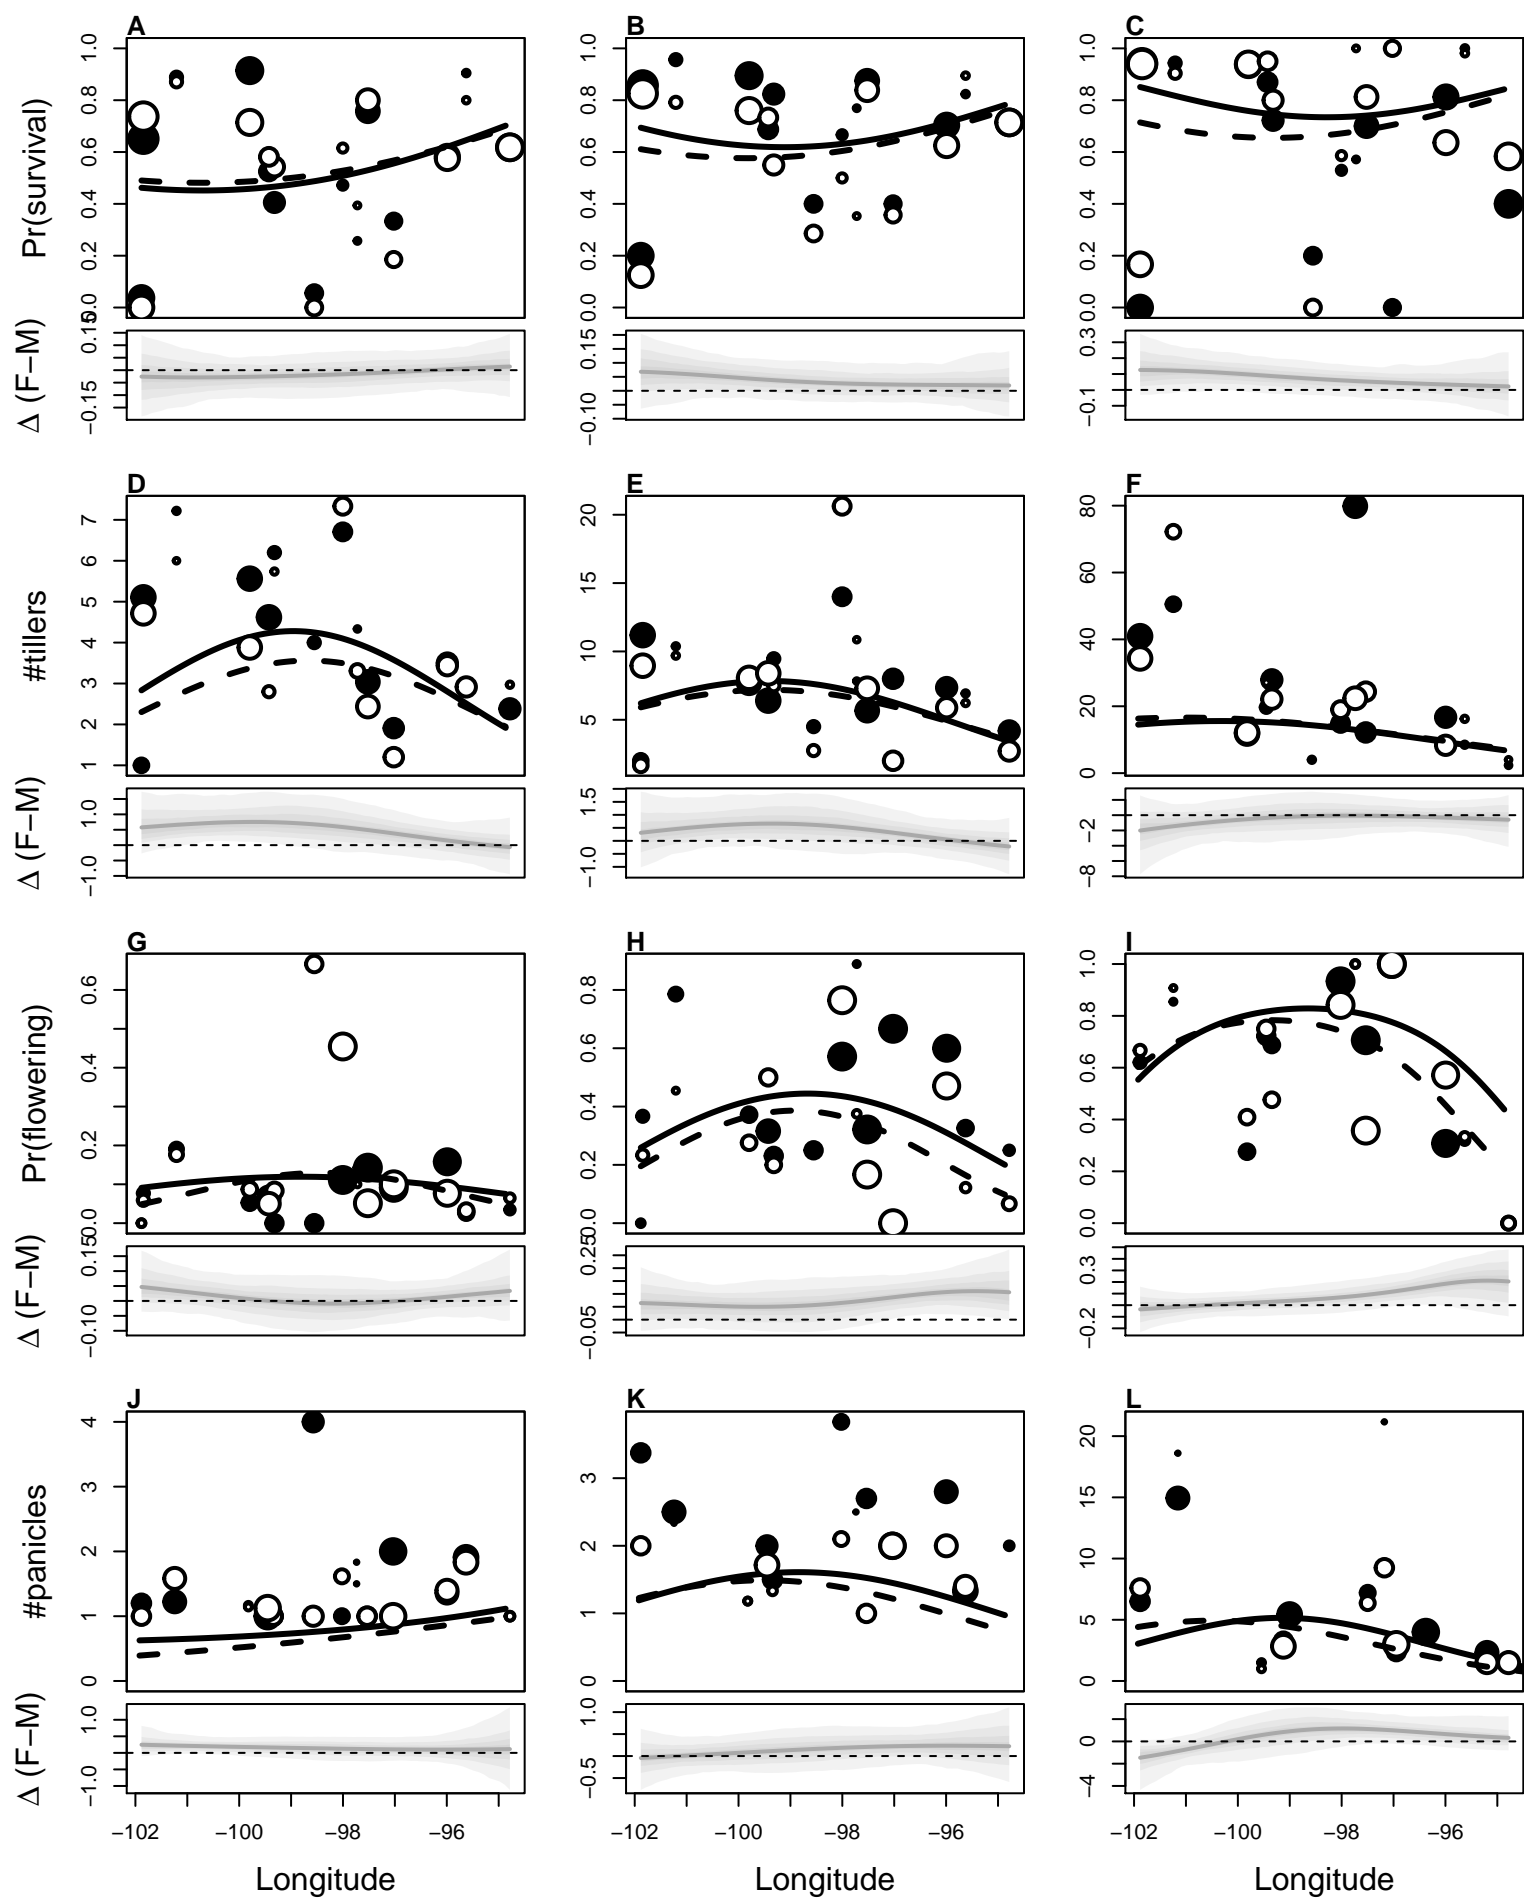 A B C
Pr(survival)
0.0 0.2 0.4 0.6 0.8 1.0
0.0 0.2 0.4 0.6 0.8 1.0
0.0 0.2 0.4 0.6 0.8 1.0
Δ (F−M)
−0.15 0.15
−0.10 0.15
−0.1 0.3
D E F
#tillers
1 2 3 4 5 6 7
5 10 15 20
0 20 40 60 80
Δ (F−M)
−1.0 1.0
−1.0 1.5
−8 −2
G H I
Pr(flowering)
0.0 0.2 0.4 0.6
0.0 0.2 0.4 0.6 0.8
0.0 0.2 0.4 0.6 0.8 1.0
Δ (F−M)
−0.10 0.15
−0.05 0.25
−0.2 0.3
J K L
#panicles
0 1 2 3 4
0 1 2 3
0 5 10 15 20
Δ (F−M)
−1.0 1.0
−0.5 1.0
−4 0
−102 −100 −98 −96 −102 −100 −98 −96 −102 −100 −98 −96
Longitude Longitude Longitude